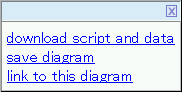 download script and data
save diagram
link to this diagram